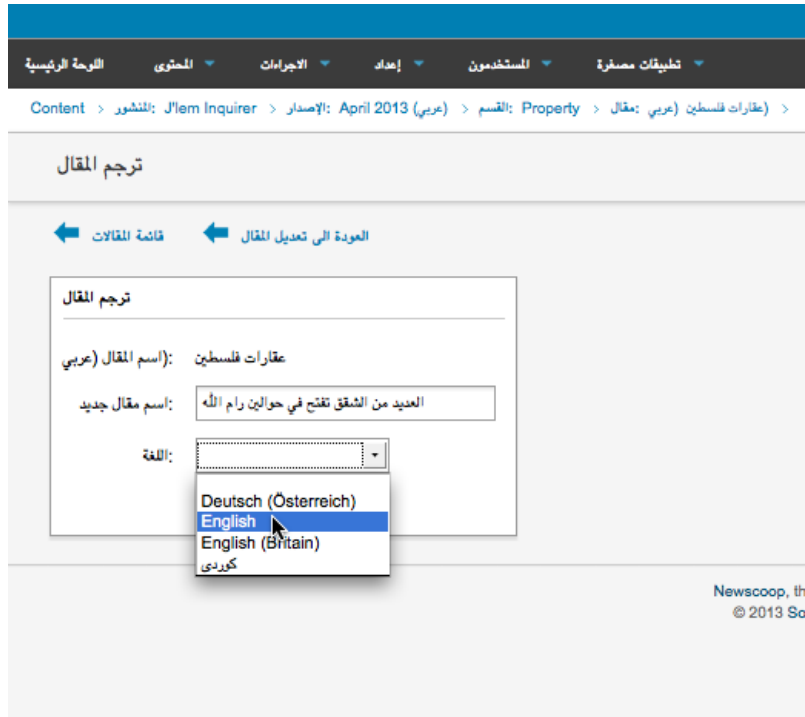 اللوحة الرئيسية المحتوى الاجراءات إعداد المستخدمون تطبيقات مصغرة
Content > المنشور: J'lem Inquirer > الإصدار: April 2013 (عربي) > القسم: Property > مقال: عقارات فلسطين (عربي) >
ترجم المقال
قائمة المقالات العودة الى تعديل المقال
ترجم المقال
اسم المقال (عربي): عقارات فلسطين
اسم مقال جديد: العديد من الشقق تفتح في حوالين رام الله
اللغة:
Deutsch (Österreich)
English
English (Britain)
كوردی
Newscoop, th
© 2013 So